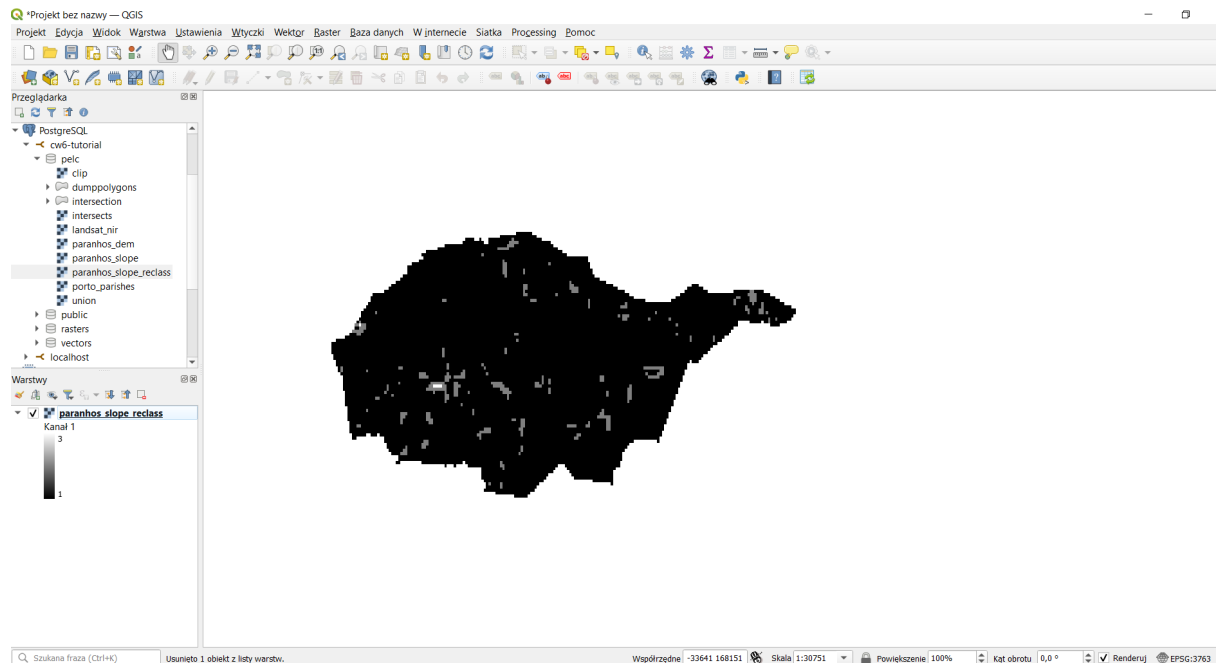 *Projekt bez nazwy — QGIS
Projekt Edycja Widok Warstwa Ustawienia Wtyczki Wektor Raster Baza danych W internecie Siatka Processing Pomoc
Przeglądarka
PostgreSQL
cw6-tutorial
pelc
clip
dumppolygons
intersection
intersects
landsat_nir
paranhos_dem
paranhos_slope
paranhos_slope_reclass
porto_parishes
union
public
rasters
vectors
localhost
Warstwy
paranhos_slope_reclass
Kanał 1
3
1
Szukana fraza (Ctrl+K) Usunięto 1 obiekt z listy warstw. Współrzędne -33641 168151 Skala 1:30751 Powiększenie 100% Kąt obrotu 0,0 ° Renderuj EPSG:3763